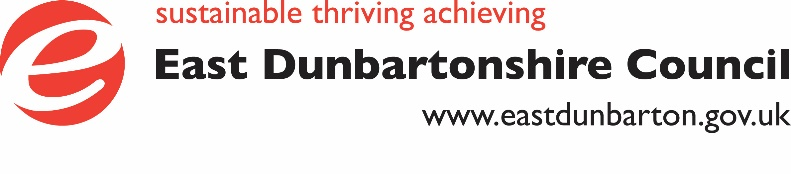 sustainable thriving achieving
East Dunbartonshire Council
www.eastdunbarton.gov.uk